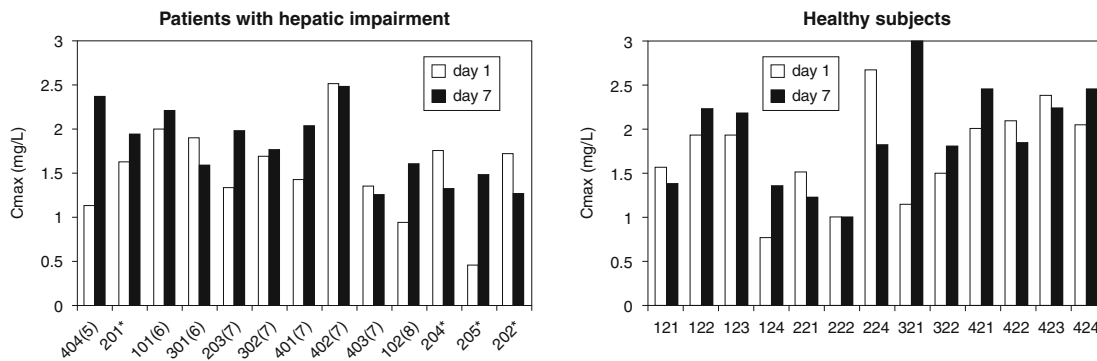 Patients with hepatic impairment
Cmax (mg/L)
3
2.5
2
1.5
1
0.5
0
day 1
day 7
404(5) 201* 101(6) 301(6) 203(7) 302(7) 401(7) 402(7) 403(7) 102(8) 204* 205* 202*
Healthy subjects
Cmax (mg/L)
3
2.5
2
1.5
1
0.5
0
day 1
day 7
121 122 123 124 221 222 224 321 322 421 422 423 424